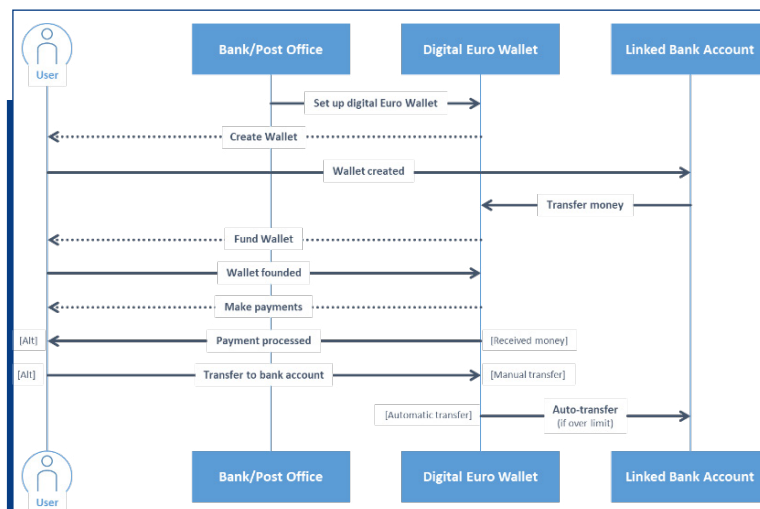 Bank/Post Office
Digital Euro Wallet
Linked Bank Account
User
Set up digital Euro Wallet
Create Wallet
Wallet created
Transfer money
Fund Wallet
Wallet founded
Make payments
[Alt]
Payment processed
[Received money]
[Alt]
Transfer to bank account
[Manual transfer]
[Automatic transfer]
Auto-transfer
(if over limit)
Bank/Post Office
Digital Euro Wallet
Linked Bank Account
User